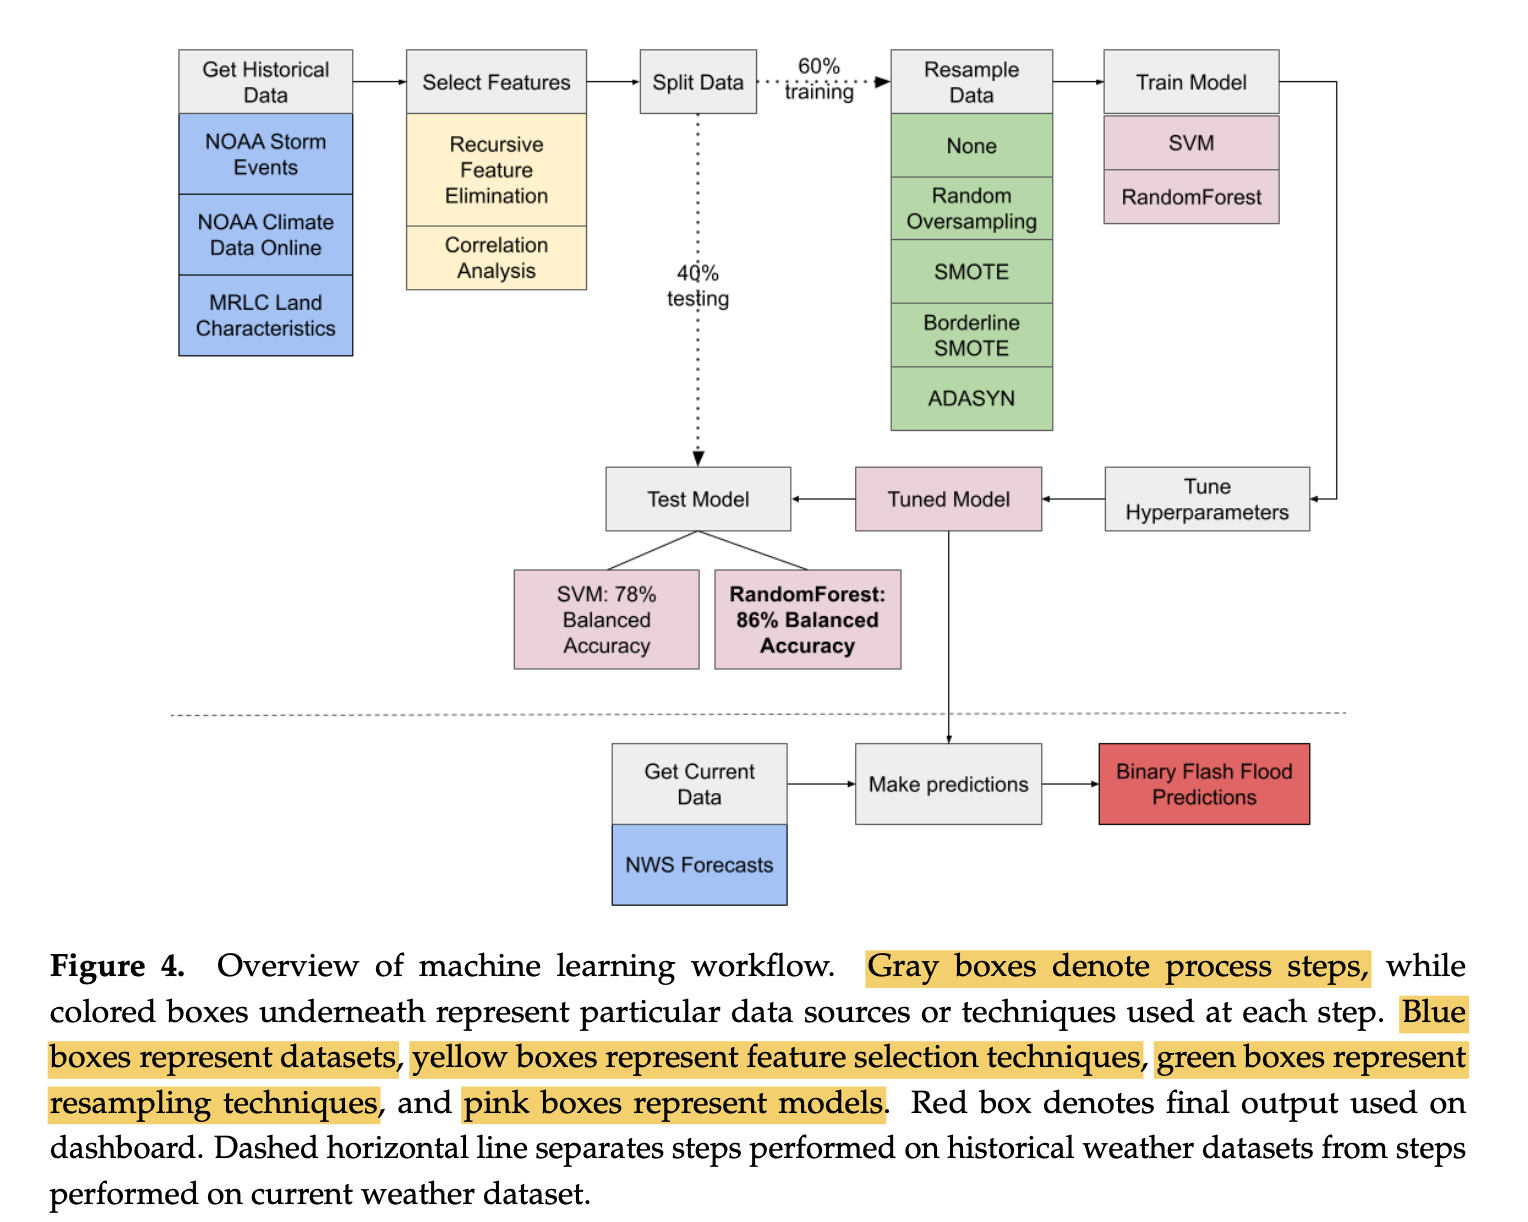 Get Historical
Data
NOAA Storm
Events
NOAA Climate
Data Online
MRLC Land
Characteristics
Select Features
Recursive
Feature
Elimination
Correlation
Analysis
Split Data
60%
training
40%
testing
Resample
Data
None
Random
Oversampling
SMOTE
Borderline
SMOTE
ADASYN
Train Model
SVM
RandomForest
Test Model
Tuned Model
Tune
Hyperparameters
SVM: 78%
Balanced
Accuracy
RandomForest:
86% Balanced
Accuracy
Get Current
Data
NWS Forecasts
Make predictions
Binary Flash Flood
Predictions
Figure 4. Overview of machine learning workflow. Gray boxes denote process steps, while
colored boxes underneath represent particular data sources or techniques used at each step. Blue
boxes represent datasets, yellow boxes represent feature selection techniques, green boxes represent
resampling techniques, and pink boxes represent models. Red box denotes final output used on
dashboard. Dashed horizontal line separates steps performed on historical weather datasets from steps
performed on current weather dataset.